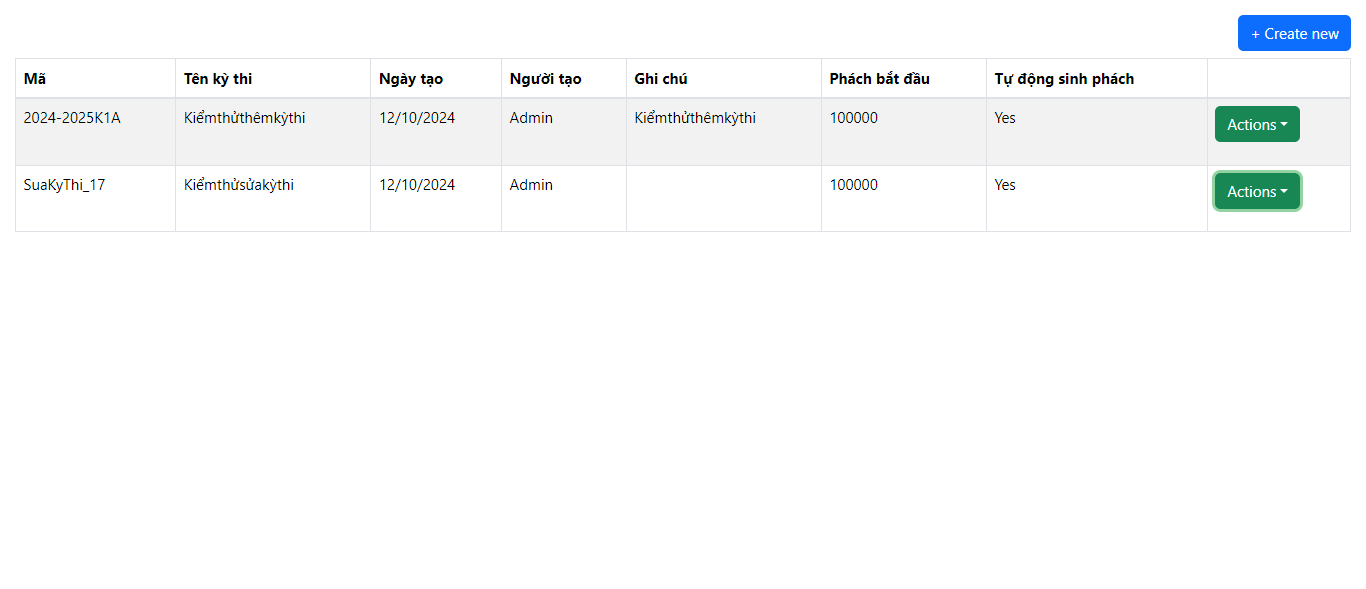 + Create new
Mã Tên kỳ thi Ngày tạo Người tạo Ghi chú Phách bắt đầu Tự động sinh phách
2024-2025K1A Kiểmthửthêmkỳthi 12/10/2024 Admin Kiểmthửthêmkỳthi 100000 Yes Actions
SuaKyThi_17 Kiểmthửsửakỳthi 12/10/2024 Admin 100000 Yes Actions